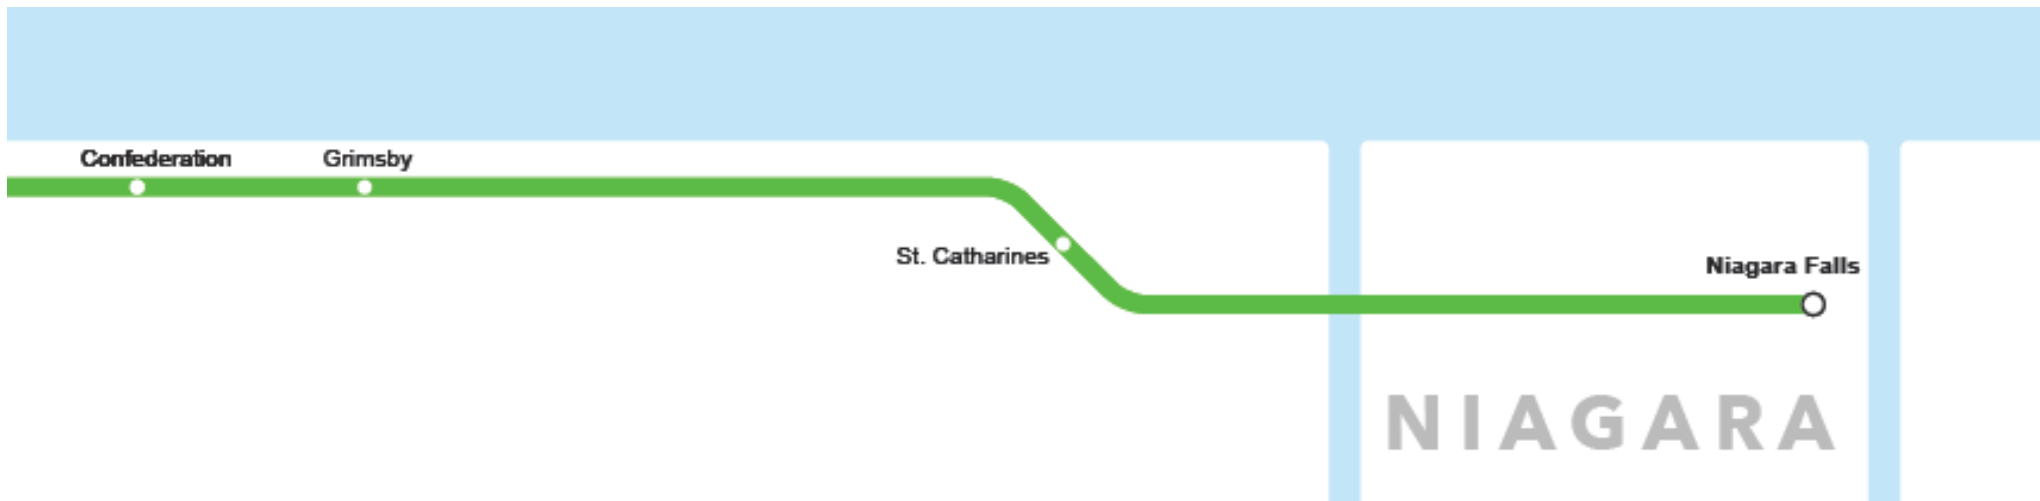 Confederation
Grimsby
St. Catharines
Niagara Falls
NIAGARA